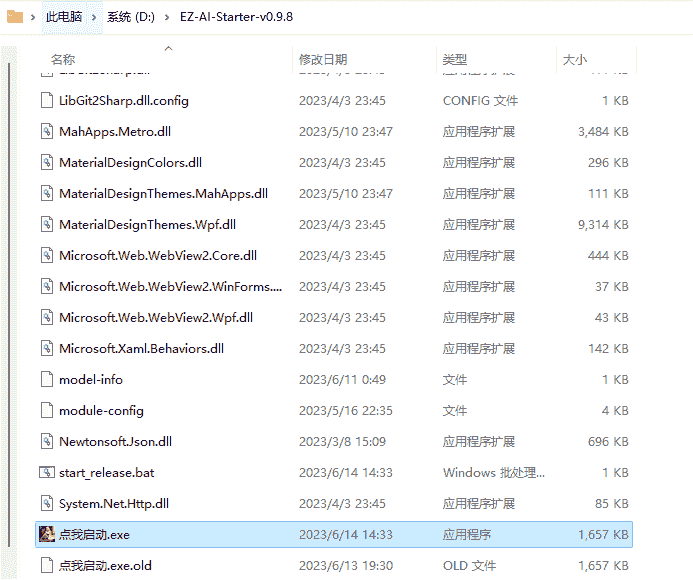 此电脑 > 系统 (D:) > EZ-AI-Starter-v0.9.8
名称 修改日期 类型 大小
LibGit2Sharp.dll.config 2023/4/3 23:45 CONFIG 文件 1 KB
MahApps.Metro.dll 2023/5/10 23:47 应用程序扩展 3,484 KB
MaterialDesignColors.dll 2023/4/3 23:45 应用程序扩展 296 KB
MaterialDesignThemes.MahApps.dll 2023/5/10 23:47 应用程序扩展 111 KB
MaterialDesignThemes.Wpf.dll 2023/4/3 23:45 应用程序扩展 9,314 KB
Microsoft.Web.WebView2.Core.dll 2023/4/3 23:45 应用程序扩展 444 KB
Microsoft.Web.WebView2.WinForms.... 2023/4/3 23:45 应用程序扩展 37 KB
Microsoft.Web.WebView2.Wpf.dll 2023/4/3 23:45 应用程序扩展 43 KB
Microsoft.Xaml.Behaviors.dll 2023/4/3 23:45 应用程序扩展 142 KB
model-info 2023/6/11 0:49 文件 1 KB
module-config 2023/5/16 22:35 文件 4 KB
Newtonsoft.Json.dll 2023/3/8 15:09 应用程序扩展 696 KB
start_release.bat 2023/6/14 14:33 Windows 批处理... 1 KB
System.Net.Http.dll 2023/4/3 23:45 应用程序扩展 85 KB
点我启动.exe 2023/6/14 14:33 应用程序 1,657 KB
点我启动.exe.old 2023/6/13 19:30 OLD 文件 1,657 KB